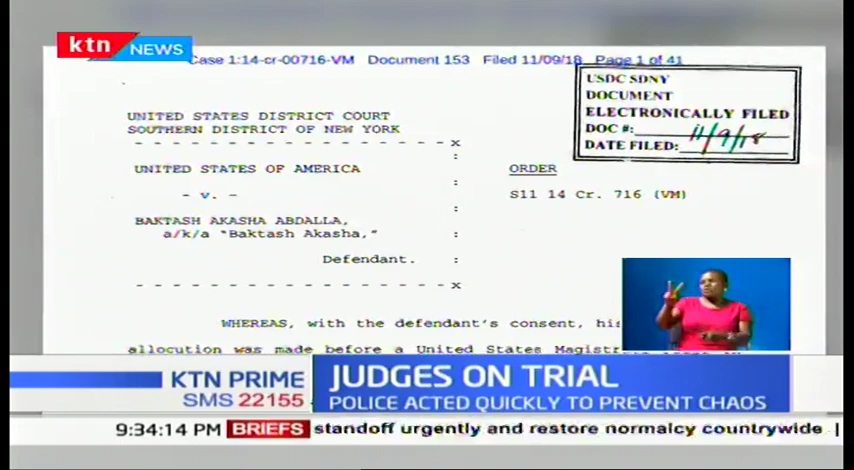 ktn NEWS
Case 1:14-cr-00716-VM Document 153 Filed 11/09/18 Page 1 of 41
USDC SDNY
DOCUMENT
ELECTRONICALLY FILED
DOC #:
DATE FILED: 11/9/18
UNITED STATES DISTRICT COURT
SOUTHERN DISTRICT OF NEW YORK
- - - - - - - - - - - - - - - - - - x
:
UNITED STATES OF AMERICA
ORDER
:
- v. -
S11 14 Cr. 716 (VM)
:
BAKTASH AKASHA ABDALLA,
a/k/a "Baktash Akasha," :
Defendant. :
- - - - - - - - - - - - - - - - - - x
WHEREAS, with the defendant's consent, his
allocution was made before a United States
KTN PRIME
SMS 22155
JUDGES ON TRIAL
POLICE ACTED QUICKLY TO PREVENT CHAOS
9:34:14 PM BRIEFS standoff urgently and restore normalcy countrywide |